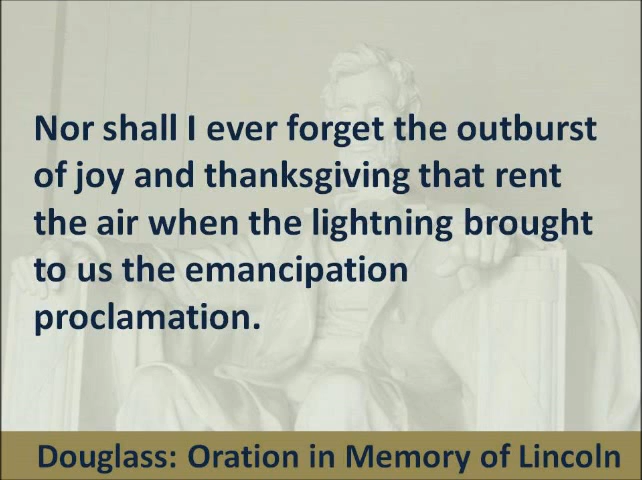 Nor shall I ever forget the outburst
of joy and thanksgiving that rent
the air when the lightning brought
to us the emancipation
proclamation.
Douglass: Oration in Memory of Lincoln